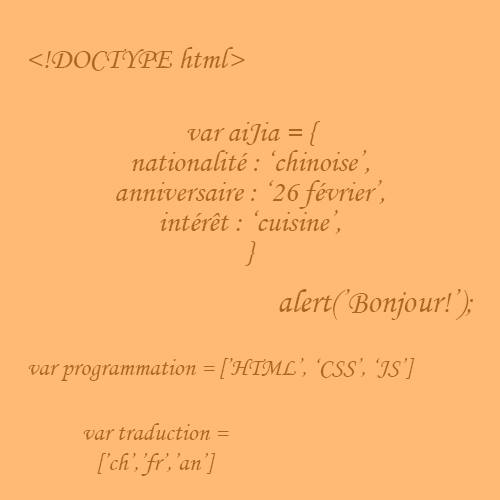 <!DOCTYPE html>
var aiJia = {
nationalité : ‘chinoise’,
anniversaire : ‘26 février’,
intérêt : ‘cuisine’,
}
alert(’Bonjour!’);
var programmation = [’HTML’, ‘CSS’, ‘JS’]
var traduction =
[’ch’,’fr’,’an’]